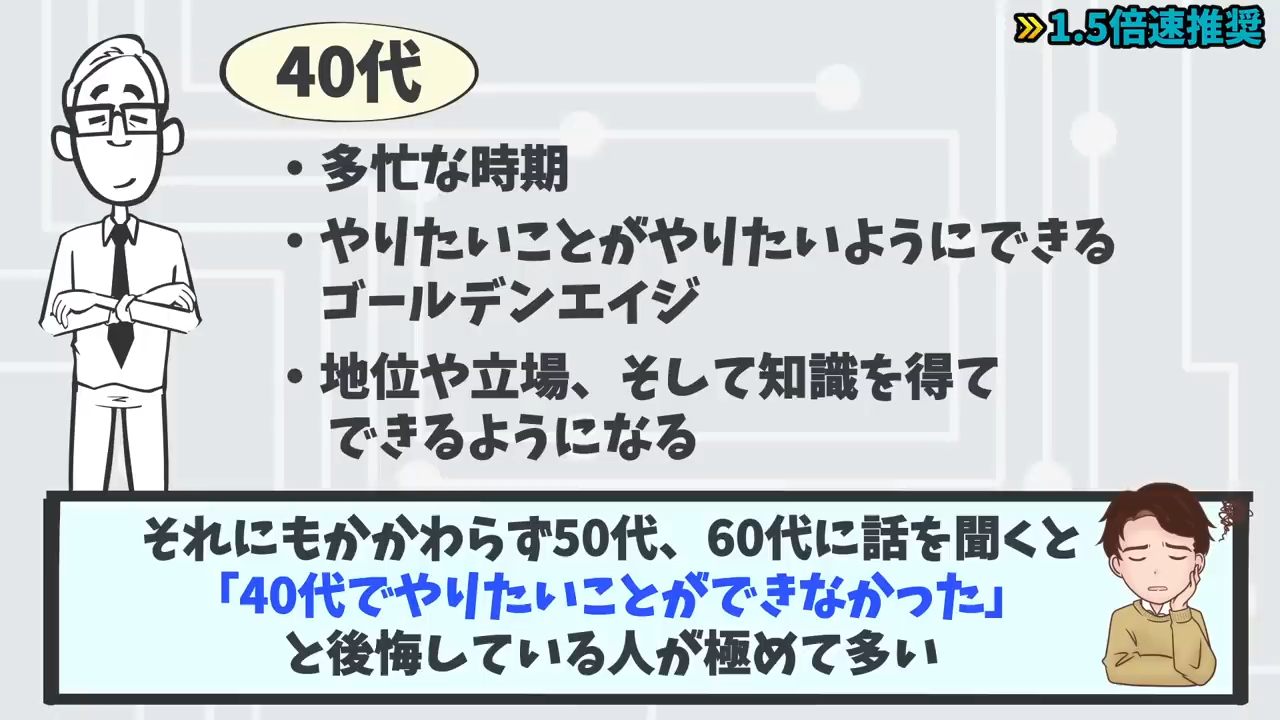 »1.5倍速推奨
40代
・多忙な時期
・やりたいことがやりたいようにできる
ゴールデンエイジ
・地位や立場、そして知識を得て
できるようになる
それにもかかわらず50代、60代に話を聞くと
「40代でやりたいことができなかった」
と後悔している人が極めて多い